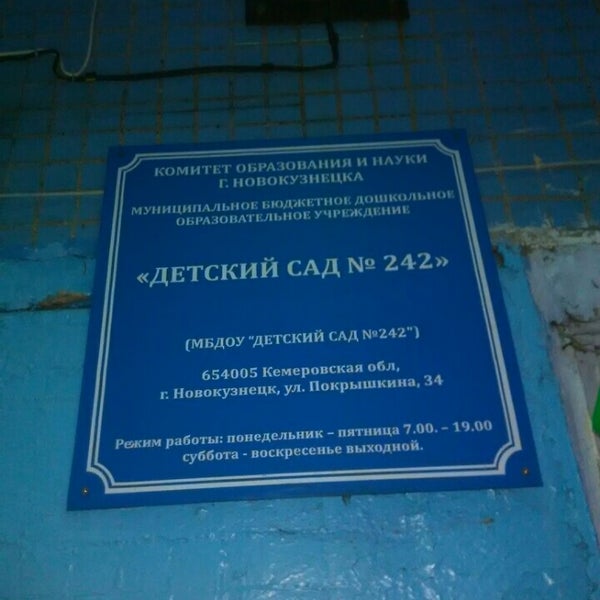 КОМИТЕТ ОБРАЗОВАНИЯ И НАУКИ
Г. НОВОКУЗНЕЦКА
МУНИЦИПАЛЬНОЕ БЮДЖЕТНОЕ ДОШКОЛЬНОЕ
ОБРАЗОВАТЕЛЬНОЕ УЧРЕЖДЕНИЕ
«ДЕТСКИЙ САД № 242»
(МБДОУ "ДЕТСКИЙ САД №242")
654005 Кемеровская обл,
г. Новокузнецк, ул. Покрышкина, 34
Режим работы: понедельник – пятница 7.00. – 19.00
суббота - воскресенье выходной.